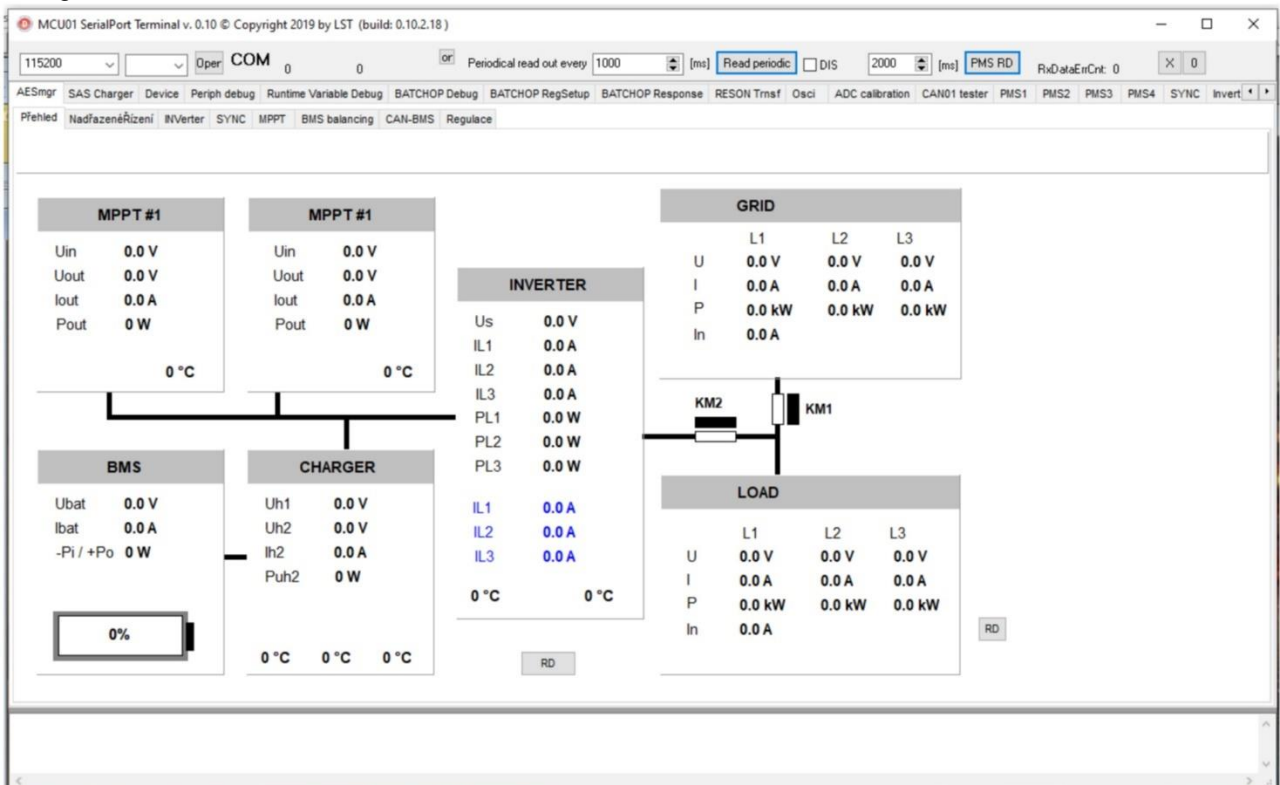 MCU01 SerialPort Terminal v. 0.10 © Copyright 2019 by LST (build: 0.10.2.18 )
115200 Oper COM 0 0 or Periodical read out every 1000 [ms] Read periodic DIS 2000 [ms] PMS RD RxDataErrCnt: 0 X 0
AESmgr SAS Charger Device Periph debug Runtime Variable Debug BATCHOP Debug BATCHOP RegSetup BATCHOP Response RESON Trnsf Osci ADC calibration CAN01 tester PMS1 PMS2 PMS3 PMS4 SYNC Invert
Přehled NadřazenéŘízení INVerter SYNC MPPT BMS balancing CAN-BMS Regulace
MPPT #1
Uin 0.0 V
Uout 0.0 V
Iout 0.0 A
Pout 0 W
0 °C
MPPT #1
Uin 0.0 V
Uout 0.0 V
Iout 0.0 A
Pout 0 W
0 °C
BMS
Ubat 0.0 V
Ibat 0.0 A
-Pi / +Po 0 W
0%
CHARGER
Uh1 0.0 V
Uh2 0.0 V
Ih2 0.0 A
Puh2 0 W
0 °C 0 °C 0 °C
INVERTER
Us 0.0 V
IL1 0.0 A
IL2 0.0 A
IL3 0.0 A
PL1 0.0 W
PL2 0.0 W
PL3 0.0 W
IL1 0.0 A
IL2 0.0 A
IL3 0.0 A
0 °C 0 °C
RD
GRID
L1 L2 L3
U 0.0 V 0.0 V 0.0 V
I 0.0 A 0.0 A 0.0 A
P 0.0 kW 0.0 kW 0.0 kW
In 0.0 A
KM2
KM1
LOAD
L1 L2 L3
U 0.0 V 0.0 V 0.0 V
I 0.0 A 0.0 A 0.0 A
P 0.0 kW 0.0 kW 0.0 kW
In 0.0 A
RD